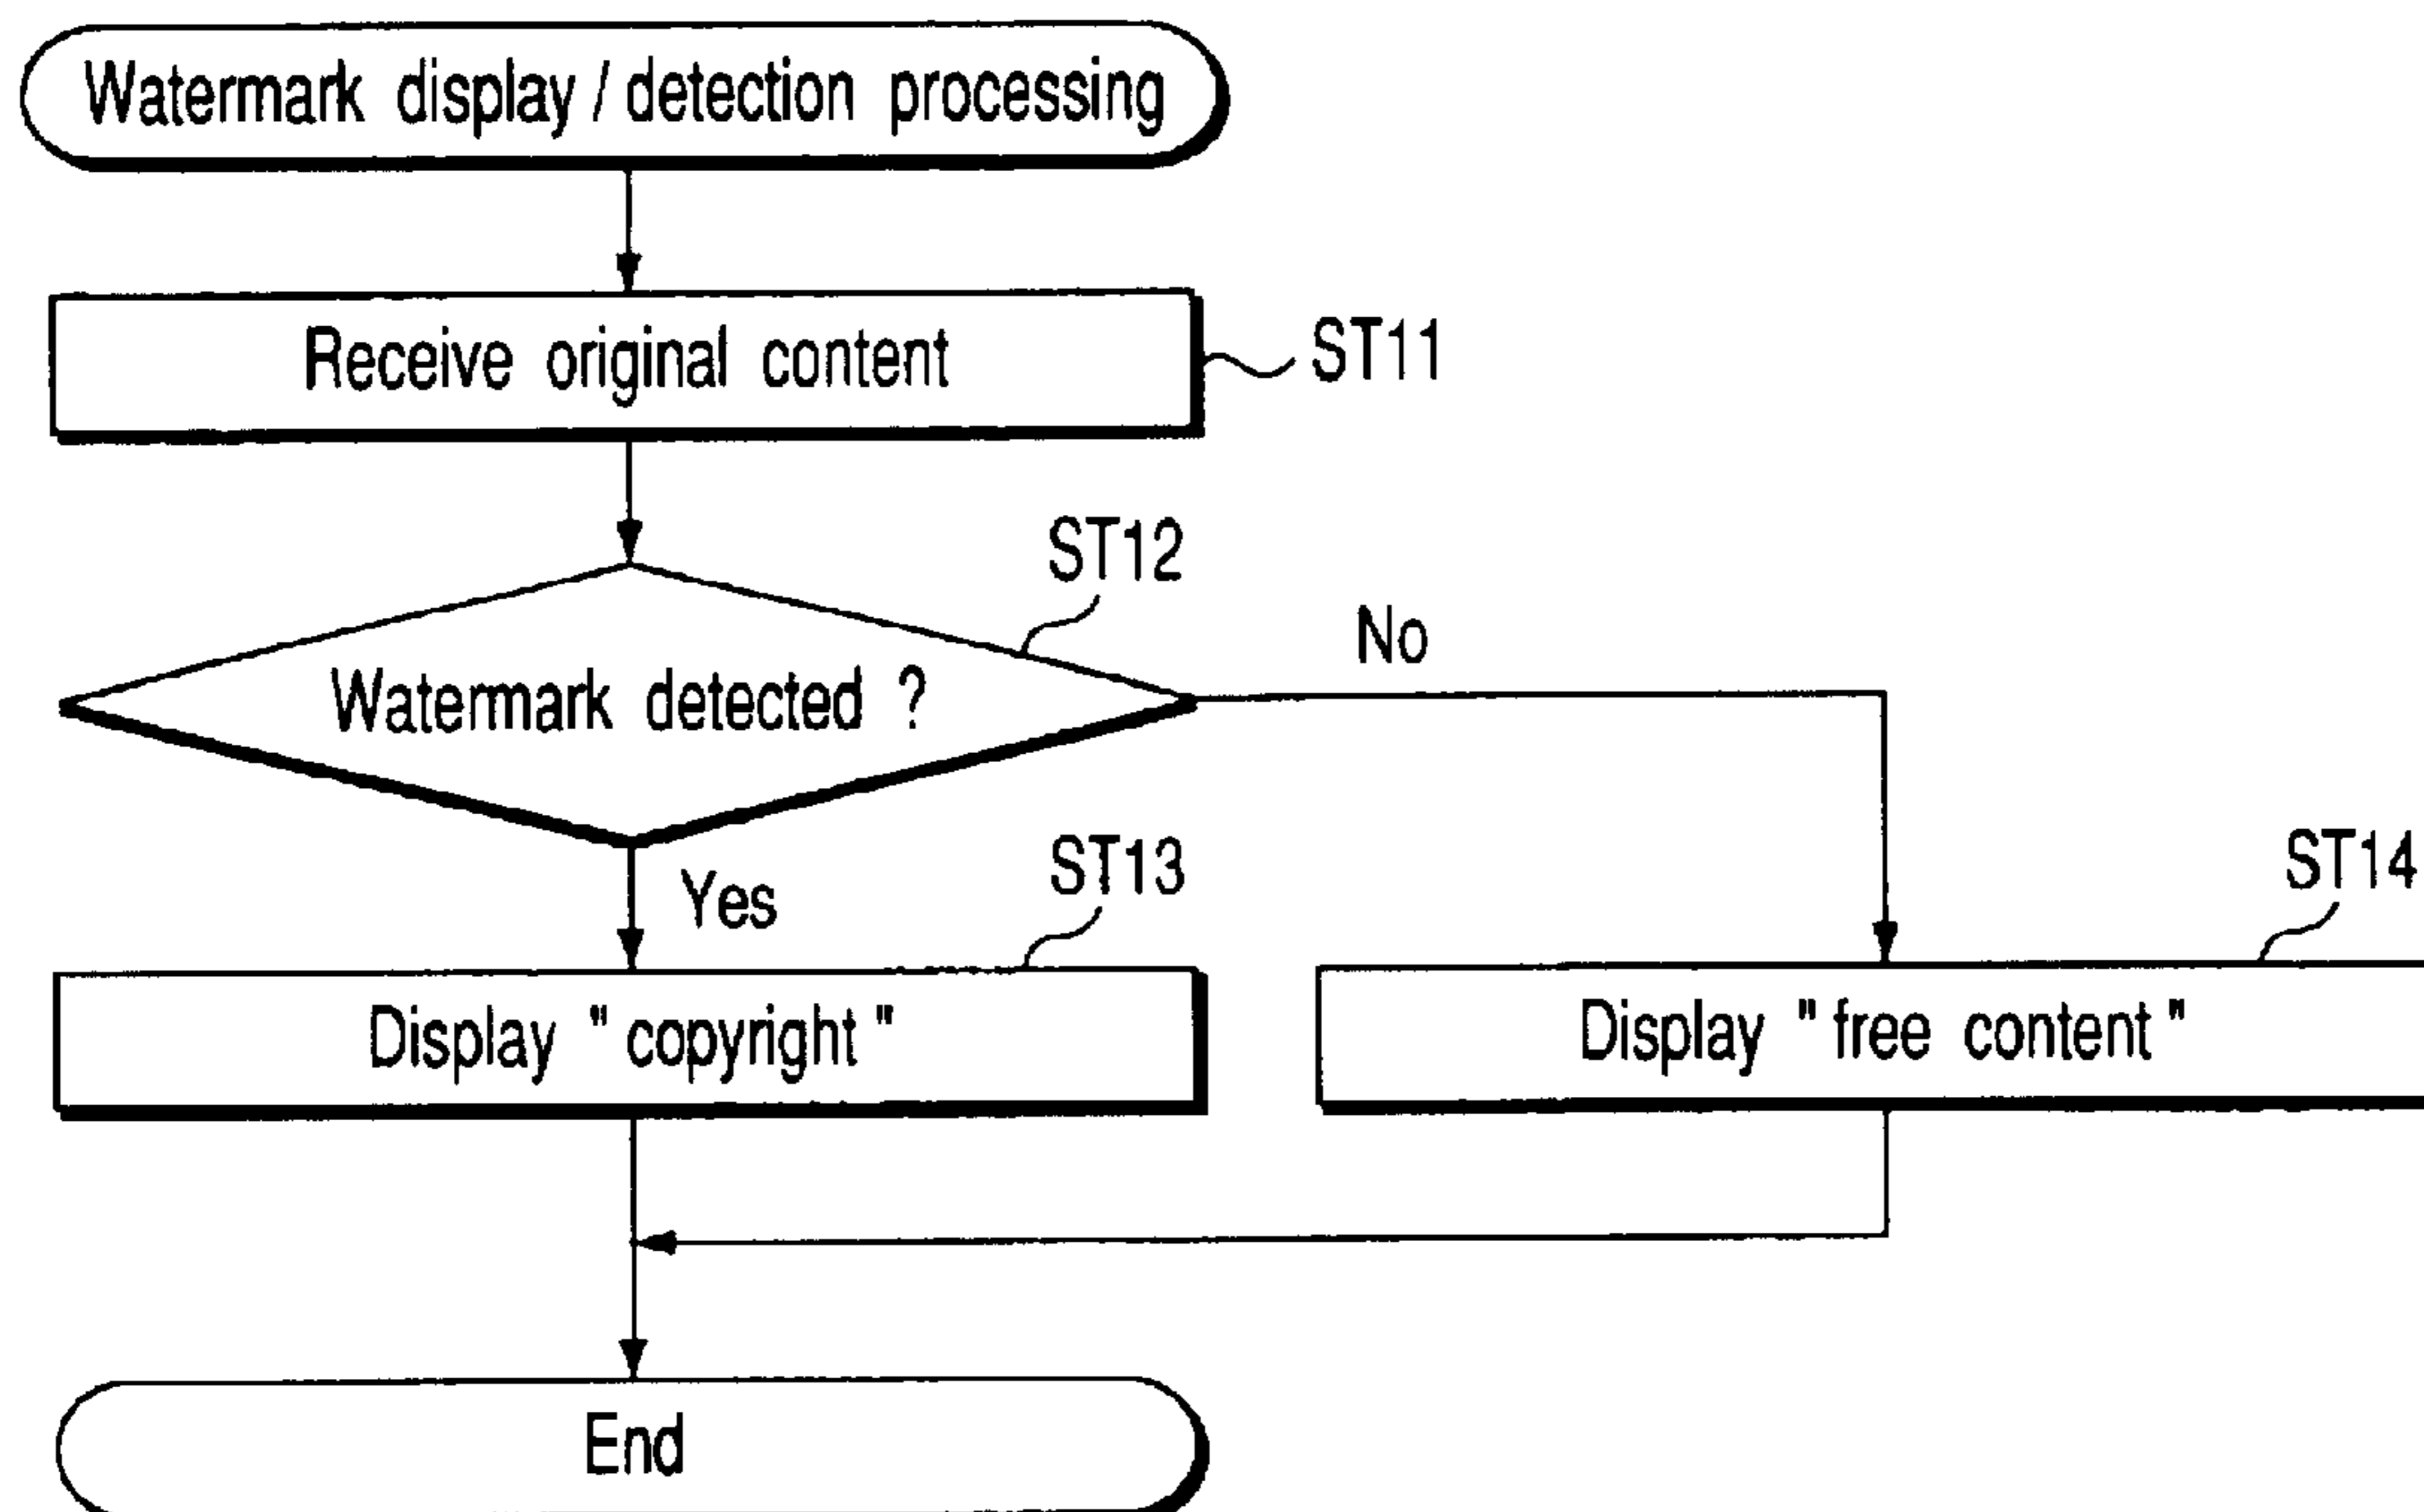 Watermark display / detection processing
Receive original content
ST11
ST12
Watermark detected ?
No
Yes
ST13
ST14
Display " copyright "
Display " free content "
End